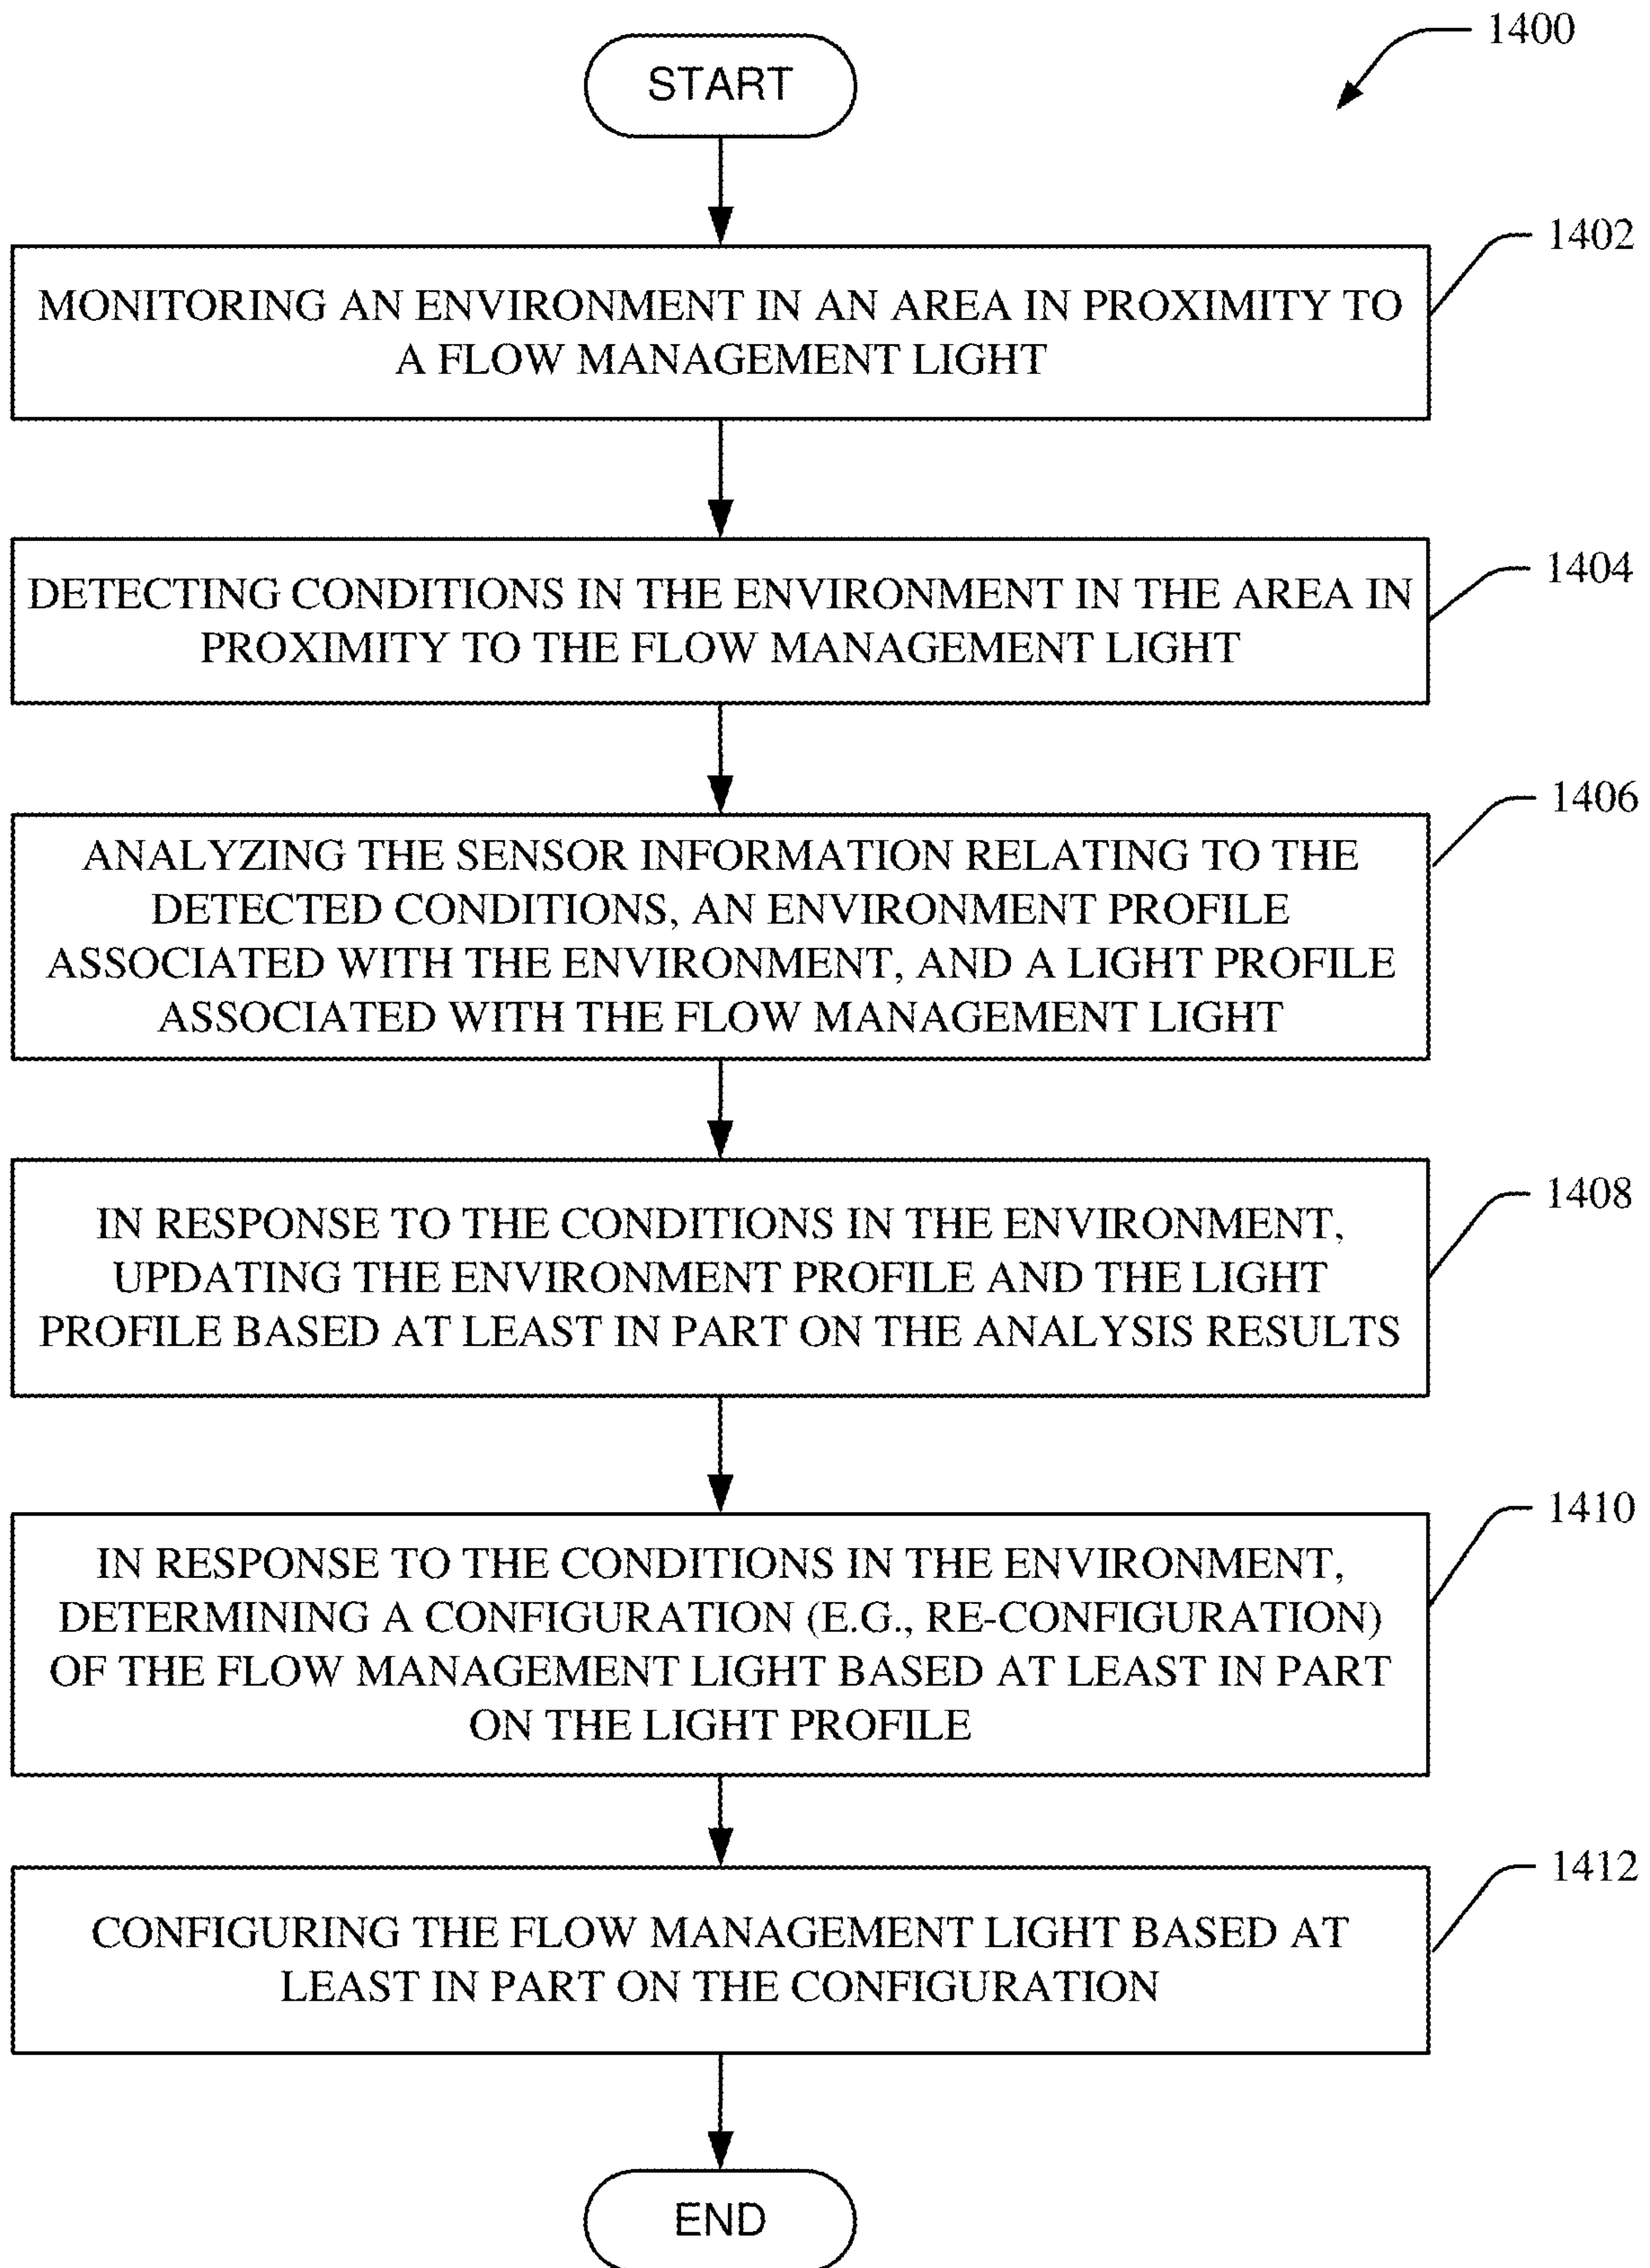 1400
START
1402
MONITORING AN ENVIRONMENT IN AN AREA IN PROXIMITY TO
A FLOW MANAGEMENT LIGHT
1404
DETECTING CONDITIONS IN THE ENVIRONMENT IN THE AREA IN
PROXIMITY TO THE FLOW MANAGEMENT LIGHT
1406
ANALYZING THE SENSOR INFORMATION RELATING TO THE
DETECTED CONDITIONS, AN ENVIRONMENT PROFILE
ASSOCIATED WITH THE ENVIRONMENT, AND A LIGHT PROFILE
ASSOCIATED WITH THE FLOW MANAGEMENT LIGHT
1408
IN RESPONSE TO THE CONDITIONS IN THE ENVIRONMENT,
UPDATING THE ENVIRONMENT PROFILE AND THE LIGHT
PROFILE BASED AT LEAST IN PART ON THE ANALYSIS RESULTS
1410
IN RESPONSE TO THE CONDITIONS IN THE ENVIRONMENT,
DETERMINING A CONFIGURATION (E.G., RE-CONFIGURATION)
OF THE FLOW MANAGEMENT LIGHT BASED AT LEAST IN PART
ON THE LIGHT PROFILE
1412
CONFIGURING THE FLOW MANAGEMENT LIGHT BASED AT
LEAST IN PART ON THE CONFIGURATION
END